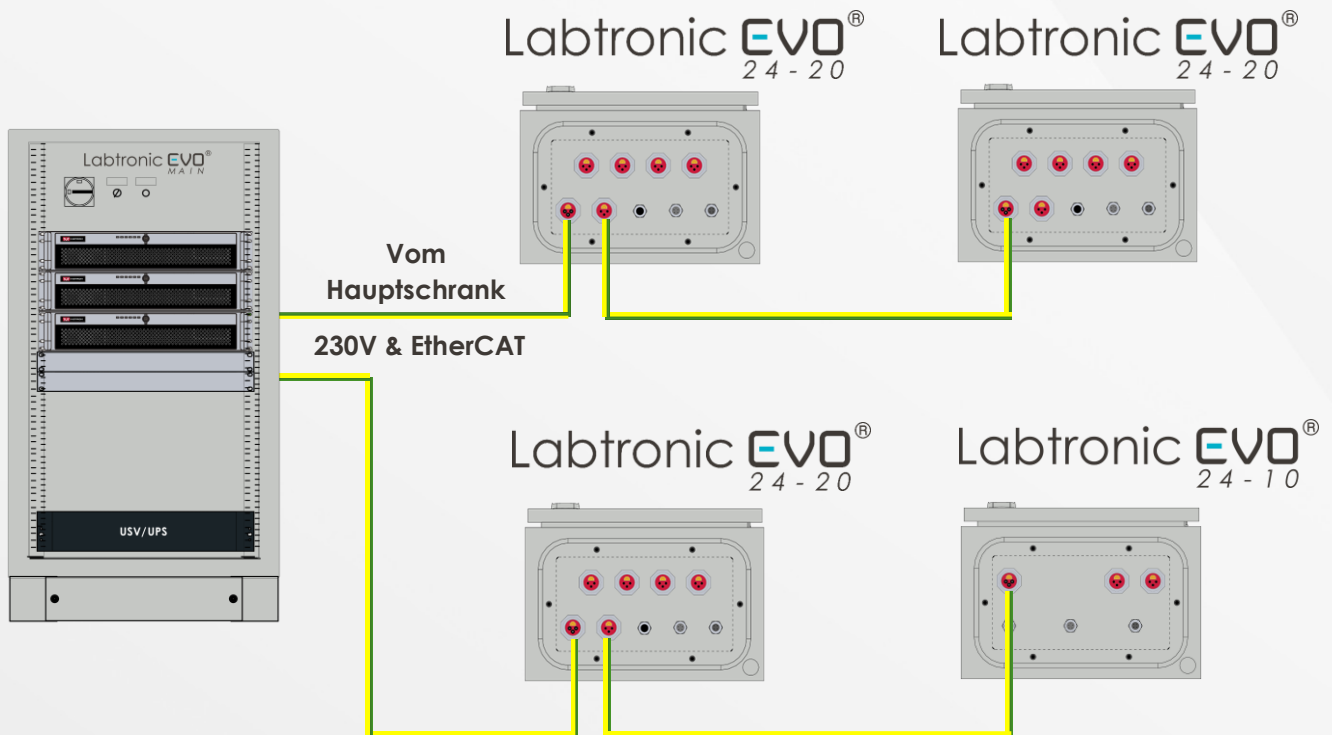 Labtronic EVO®
24-20
Labtronic EVO®
24-20
Labtronic EVO®
MAIN
Vom
Hauptschrank
230V & EtherCAT
Labtronic EVO®
24-20
Labtronic EVO®
24-10
USV/UPS